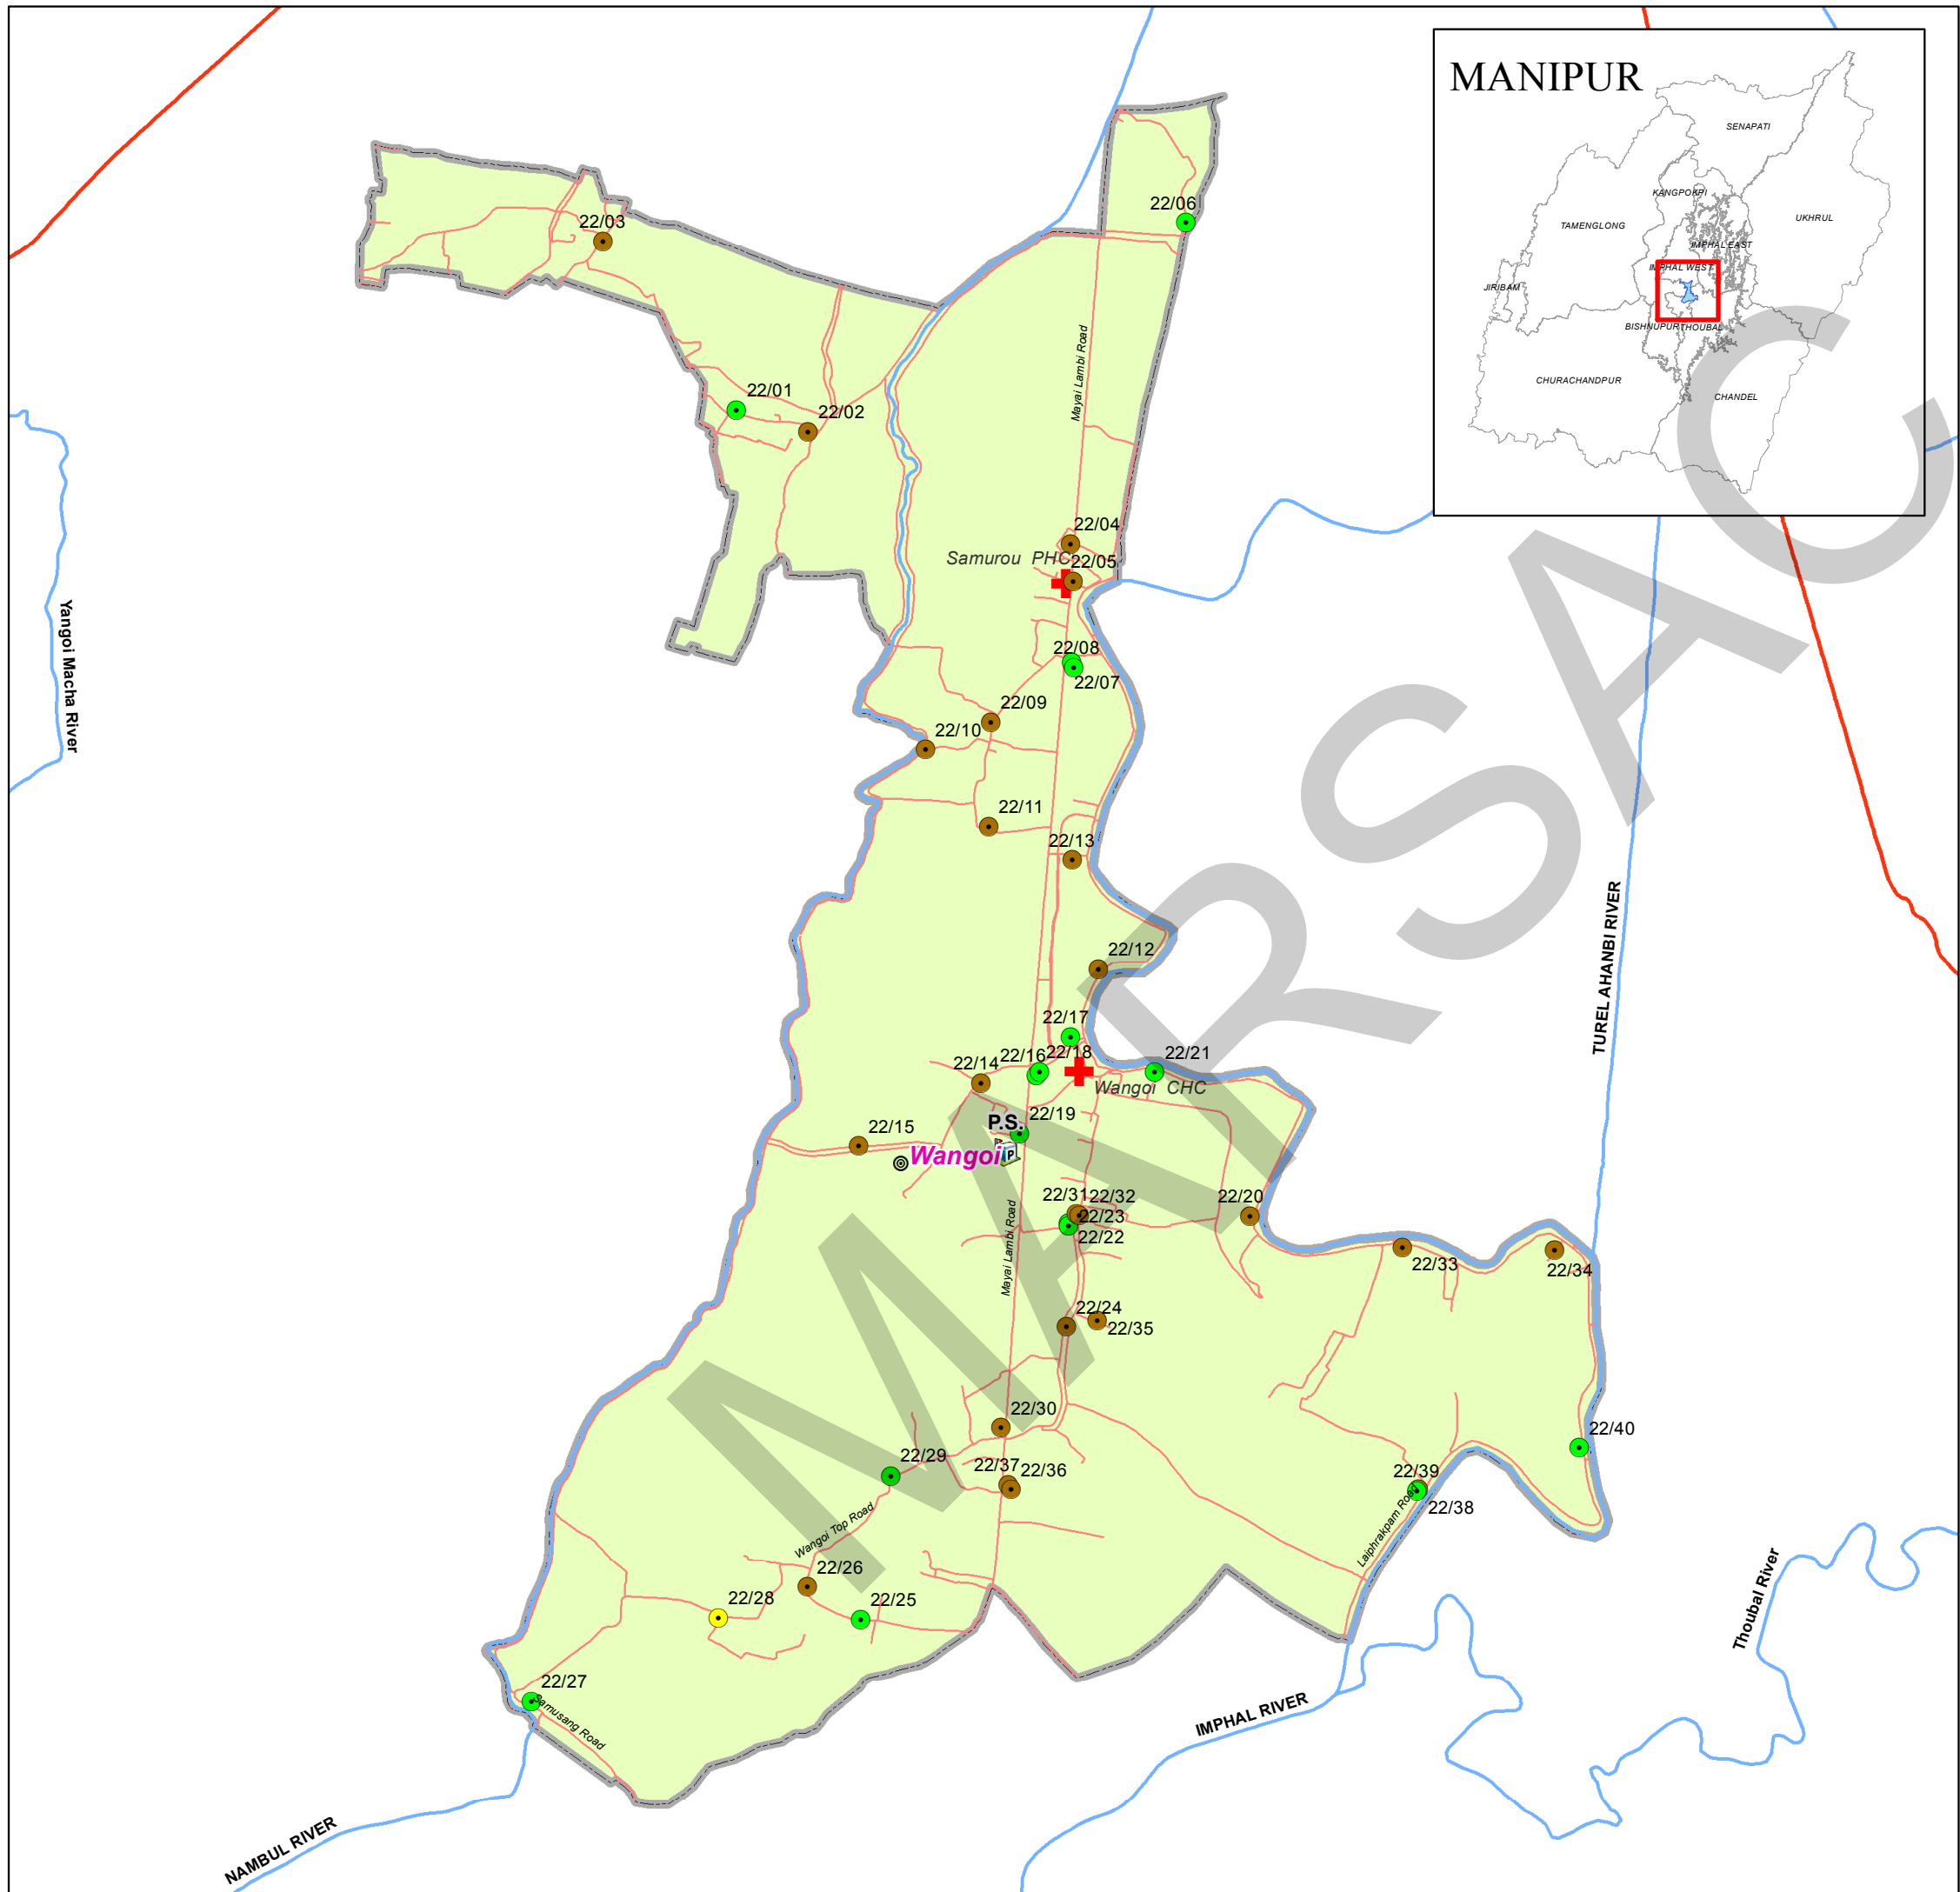 MANIPUR
SENAPATI
KANGPOKPI
TAMENGLONG
UKHRUL
IMPHAL EAST
IMPHAL WEST
JIRIBAM
BISHNUPUR
THOUBAL
CHURACHANDPUR
CHANDEL
22/06
22/03
Mayai Lambi Road
22/01
22/02
22/04
Samurou PHC
22/05
Yangoi Macha River
22/08
22/07
22/09
22/10
22/11
22/13
22/12
TUREL AHANBI RIVER
22/17
22/16
22/18
22/21
22/14
Wangoi CHC
22/19
P.S.
22/15
Wangoi
P
22/31
22/32
22/20
22/23
22/22
Mayai Lambi Road
22/33
22/34
22/24
22/35
22/30
22/40
22/29
22/37
22/36
22/39
22/38
Laiphrakpam Road
Wangoi Top Road
22/26
22/28
22/25
Thoubal River
22/27
Samusang Road
IMPHAL RIVER
NAMBUL RIVER
MARSAC